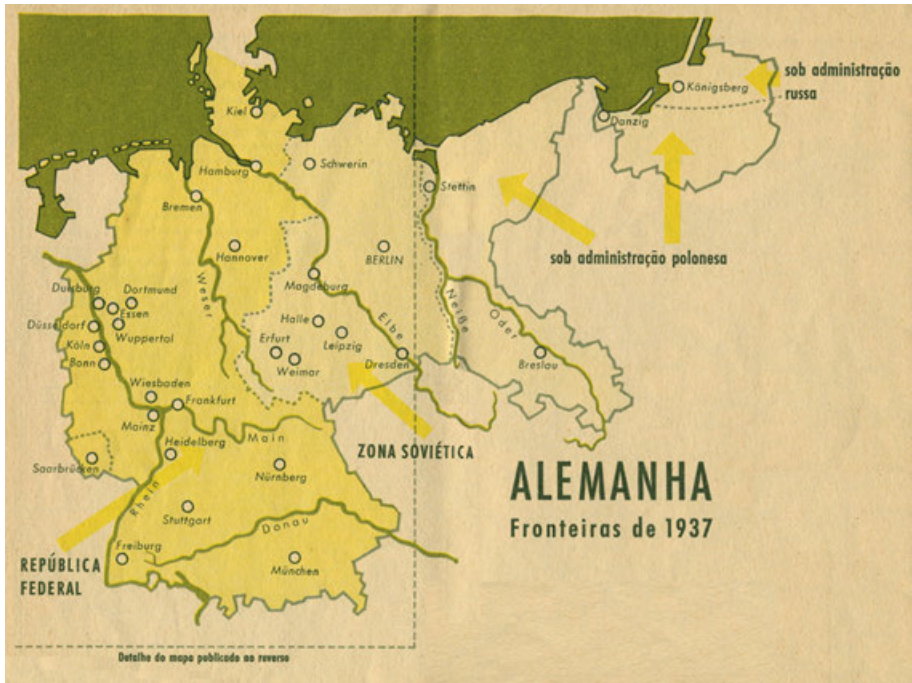 sob administração
russa
Königsberg
Kiel
Danzig
Schwerin
Hamburg
Stettin
Bremen
Hannover
BERLIN
sob administração polonesa
Weser
Magdeburg
Elbe
Neiße
Oder
Duisburg
Dortmund
Essen
Düsseldorf
Wuppertal
Halle
Leipzig
Köln
Erfurt
Weimar
Dresden
Breslau
Bonn
Wiesbaden
Frankfurt
Mainz
Main
Heidelberg
ZONA SOVIÉTICA
Saarbrücken
Nürnberg
Rhein
Stuttgart
Donau
ALEMANHA
Fronteiras de 1937
Freiburg
München
REPÚBLICA
FEDERAL
Detalhe do mapa publicado no reverso